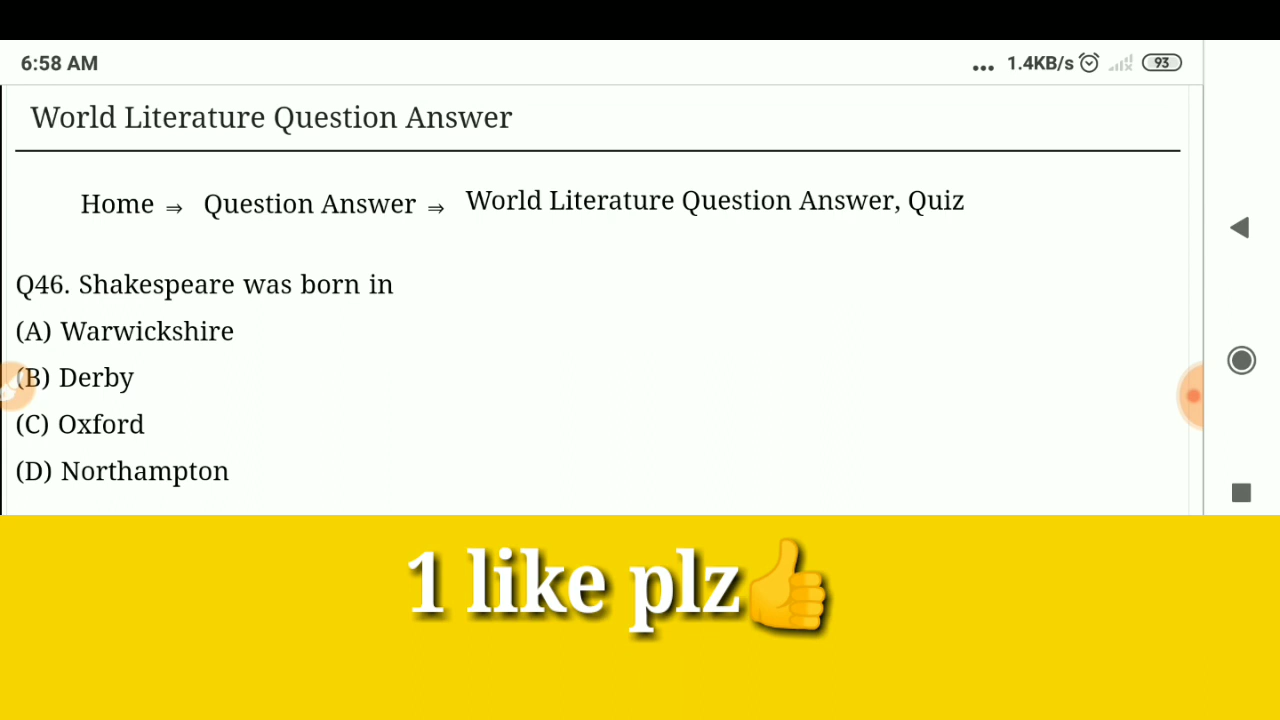 6:58 AM
... 1.4KB/s 93
World Literature Question Answer
Home ⇒ Question Answer ⇒ World Literature Question Answer, Quiz
Q46. Shakespeare was born in
(A) Warwickshire
(B) Derby
(C) Oxford
(D) Northampton
1 like plz👍